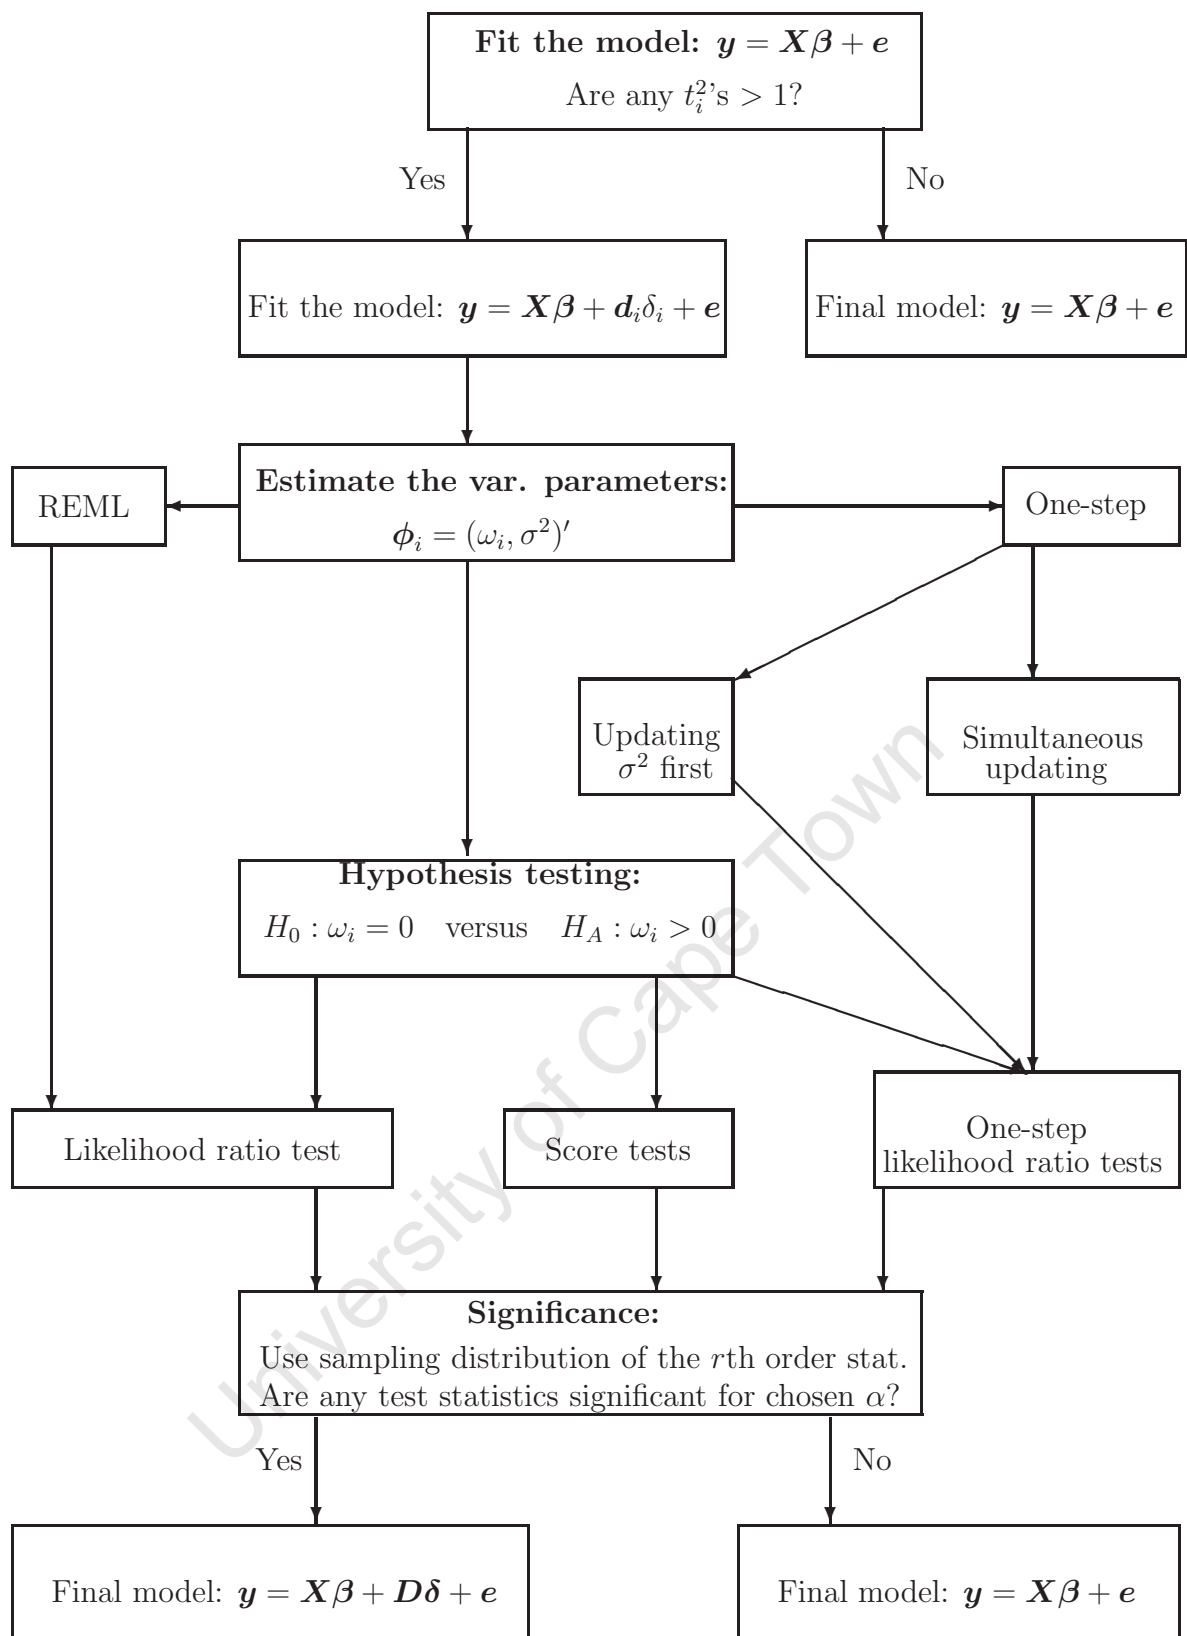 Fit the model: y = Xβ + e
Are any t_i^2's > 1?
Yes
No
Fit the model: y = Xβ + d_iδ_i + e
Final model: y = Xβ + e
REML
Estimate the var. parameters:
ϕ_i = (ω_i, σ^2)′
One-step
Updating
σ^2 first
Simultaneous
updating
Hypothesis testing:
H_0 : ω_i = 0 versus H_A : ω_i > 0
Likelihood ratio test
Score tests
One-step
likelihood ratio tests
Significance:
Use sampling distribution of the rth order stat.
Are any test statistics significant for chosen α?
Yes
No
Final model: y = Xβ + Dδ + e
Final model: y = Xβ + e
University of Cape Town